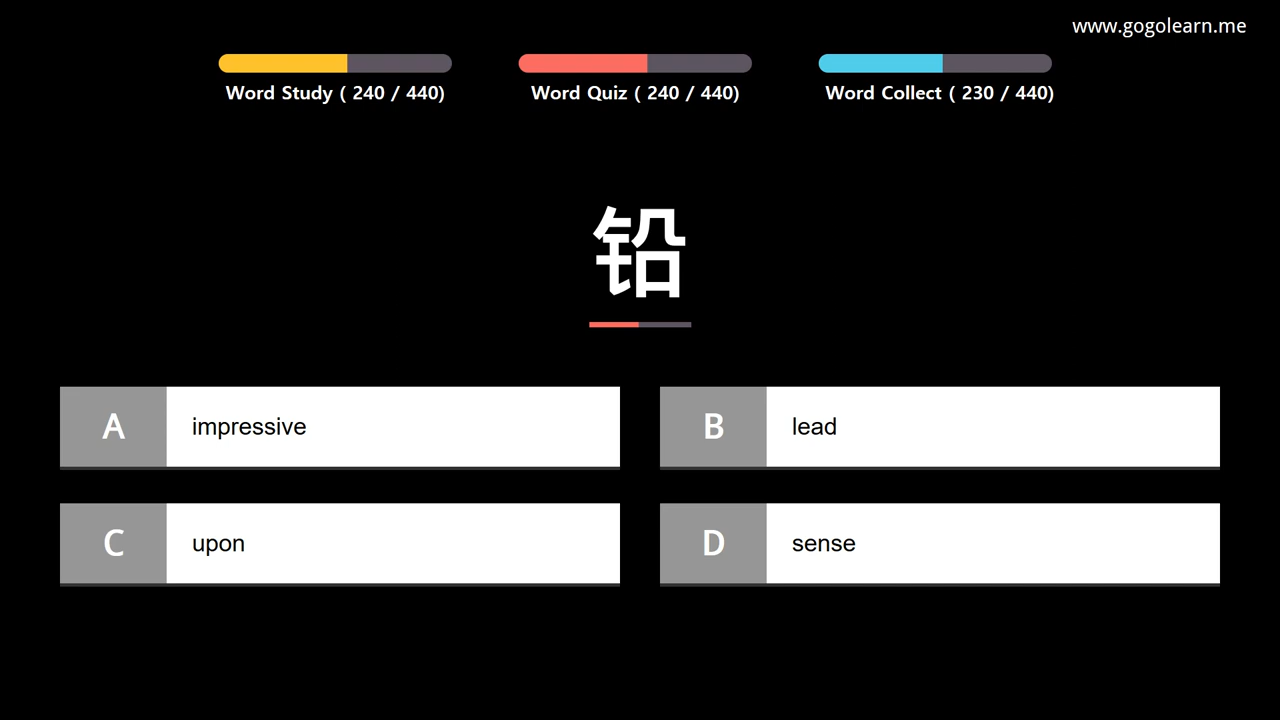 www.gogolearn.me
Word Study ( 240 / 440)
Word Quiz ( 240 / 440)
Word Collect ( 230 / 440)
铅
A impressive
B lead
C upon
D sense